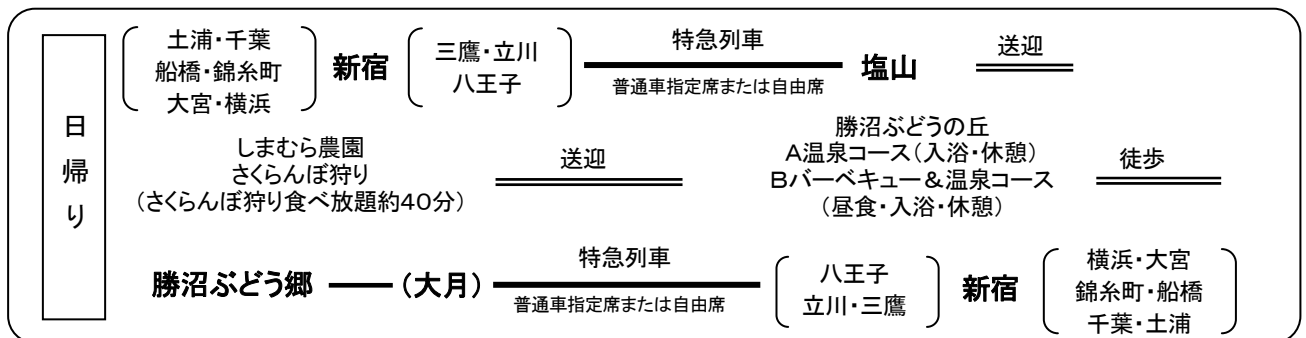 日帰り
土浦・千葉
船橋・錦糸町
大宮・横浜
新宿
三鷹・立川
八王子
特急列車
普通車指定席または自由席
塩山
送迎
しまむら農園
さくらんぼ狩り
(さくらんぼ狩り食べ放題約40分)
送迎
勝沼ぶどうの丘
A温泉コース(入浴・休憩)
Bバーベキュー&温泉コース
(昼食・入浴・休憩)
徒歩
勝沼ぶどう郷
(大月)
特急列車
普通車指定席または自由席
八王子
立川・三鷹
新宿
横浜・大宮
錦糸町・船橋
千葉・土浦